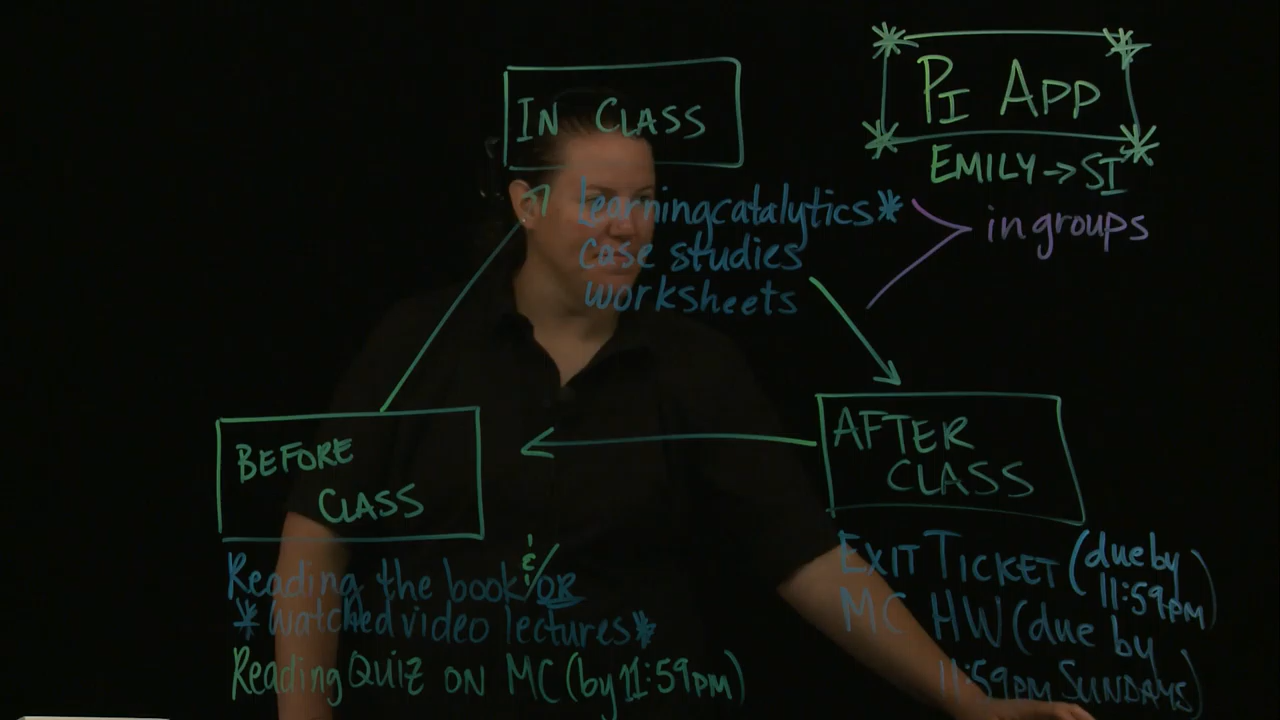 IN CLASS
learningcatalytics*
case studies
worksheets
PI APP
EMILY → SI
in groups
BEFORE
CLASS
Reading the book &/OR
*Watched video lectures*
Reading Quiz ON MC (by 11:59pm)
AFTER
CLASS
EXIT TICKET (due by
11:59pm)
MC HW (due by
11:59pm SUNDAYS)